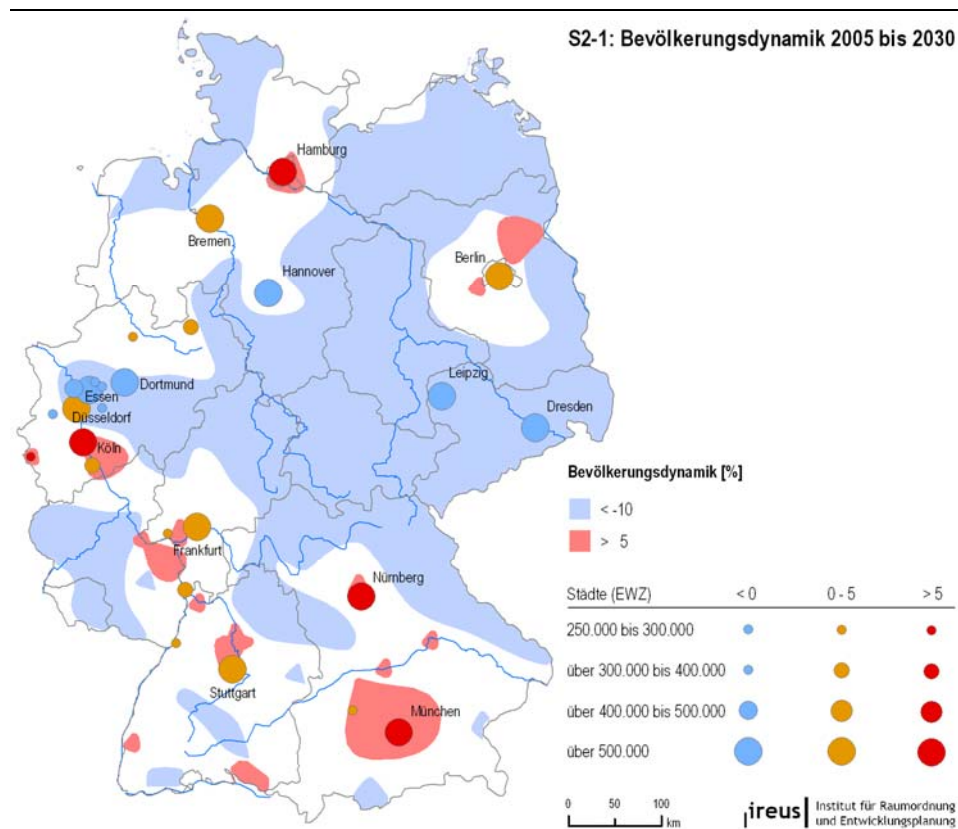 S2-1: Bevölkerungsdynamik 2005 bis 2030
Hamburg
Bremen
Berlin
Hannover
Dortmund
Essen
Düsseldorf
Köln
Leipzig
Dresden
Frankfurt
Nürnberg
Stuttgart
München
Bevölkerungsdynamik [%]
< -10
> 5
Städte (EWZ) < 0 0 - 5 > 5
250.000 bis 300.000
über 300.000 bis 400.000
über 400.000 bis 500.000
über 500.000
0 50 100
km
ireus Institut für Raumordnung
und Entwicklungsplanung